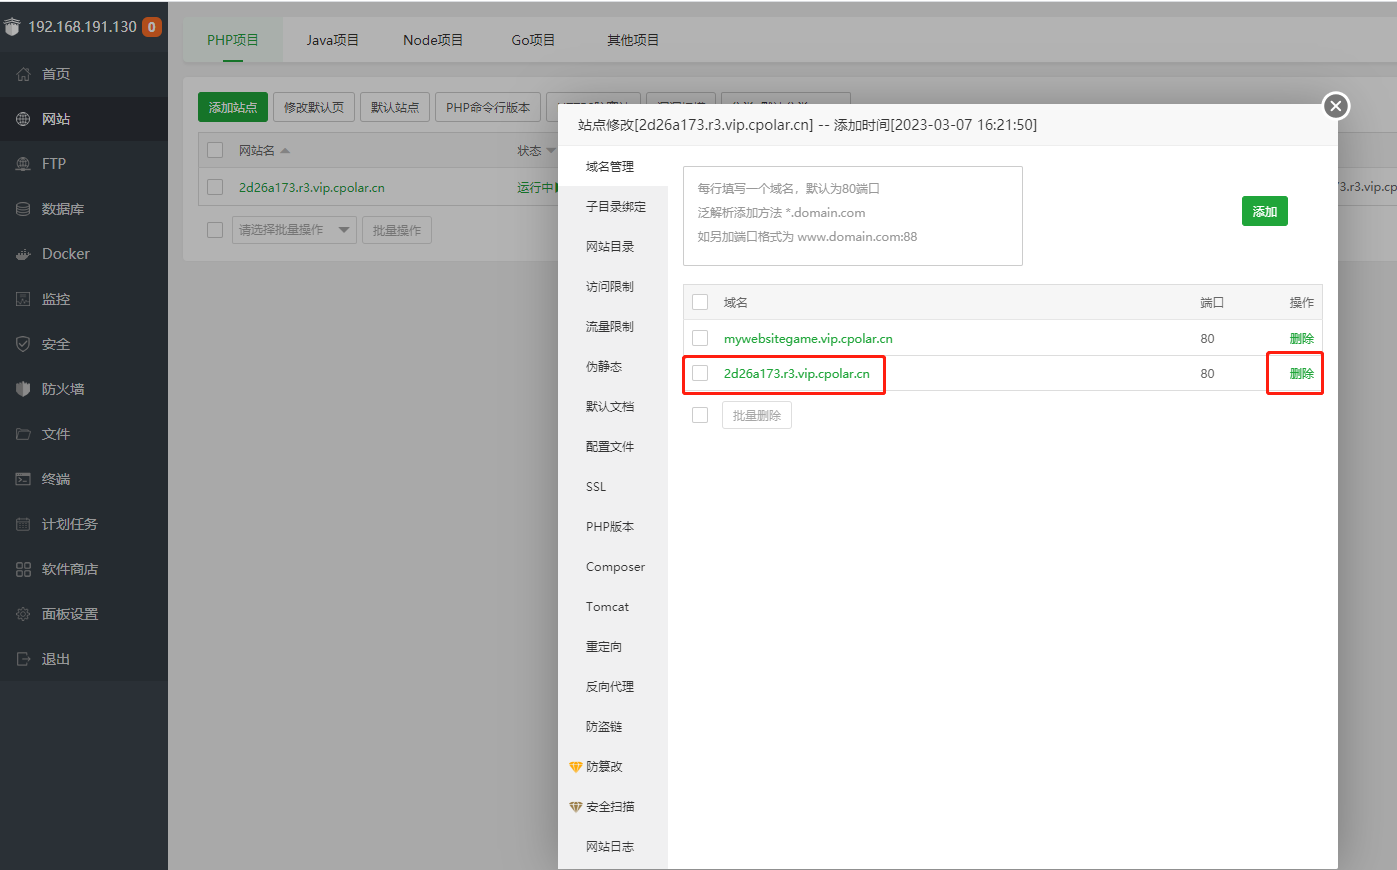 192.168.191.130 0
首页
网站
FTP
数据库
Docker
监控
安全
防火墙
文件
终端
计划任务
软件商店
面板设置
退出
PHP项目 Java项目 Node项目 Go项目 其他项目
添加站点 修改默认页 默认站点 PHP命令行版本
网站名 状态
2d26a173.r3.vip.cpolar.cn 运行中
请选择批量操作 批量操作
站点修改[2d26a173.r3.vip.cpolar.cn] -- 添加时间[2023-03-07 16:21:50]
域名管理
子目录绑定
网站目录
访问限制
流量限制
伪静态
默认文档
配置文件
SSL
PHP版本
Composer
Tomcat
重定向
反向代理
防盗链
防篡改
安全扫描
网站日志
每行填写一个域名，默认为80端口
泛解析添加方法 *.domain.com
如另加端口格式为 www.domain.com:88
添加
域名 端口 操作
mywebsitegame.vip.cpolar.cn 80 删除
2d26a173.r3.vip.cpolar.cn 80 删除
批量删除